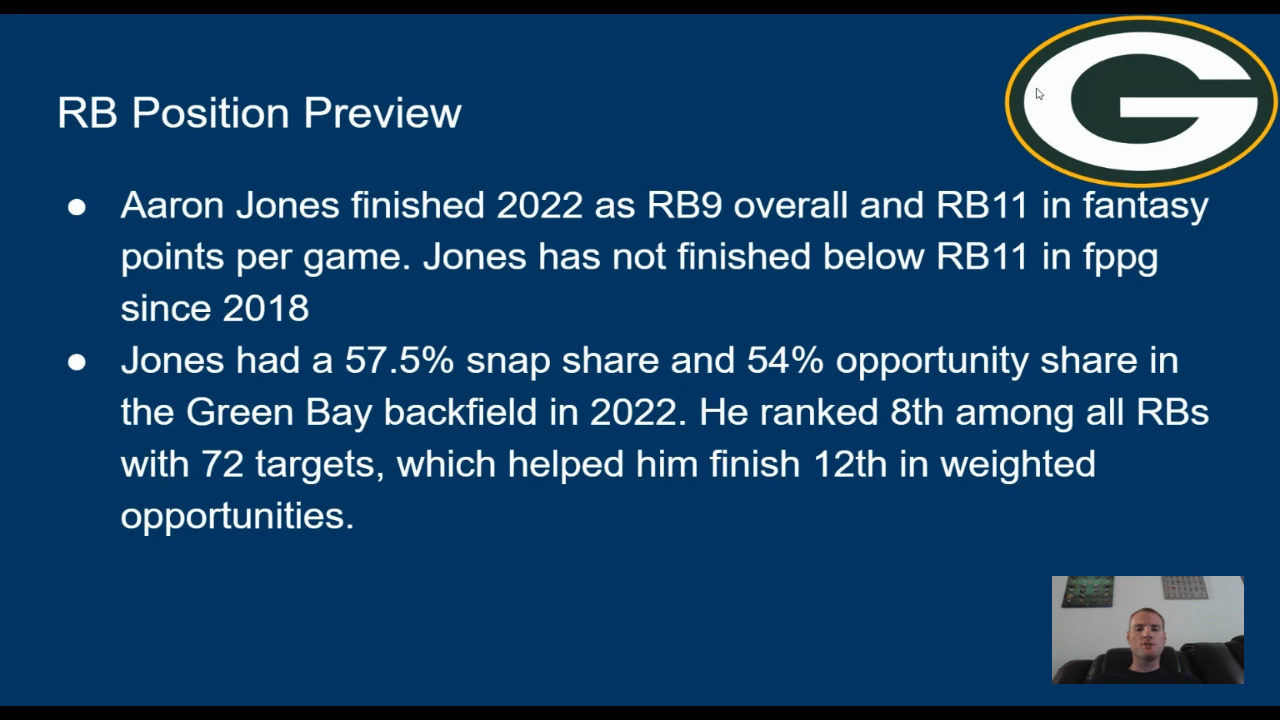 RB Position Preview
● Aaron Jones finished 2022 as RB9 overall and RB11 in fantasy
points per game. Jones has not finished below RB11 in fppg
since 2018
● Jones had a 57.5% snap share and 54% opportunity share in
the Green Bay backfield in 2022. He ranked 8th among all RBs
with 72 targets, which helped him finish 12th in weighted
opportunities.
G